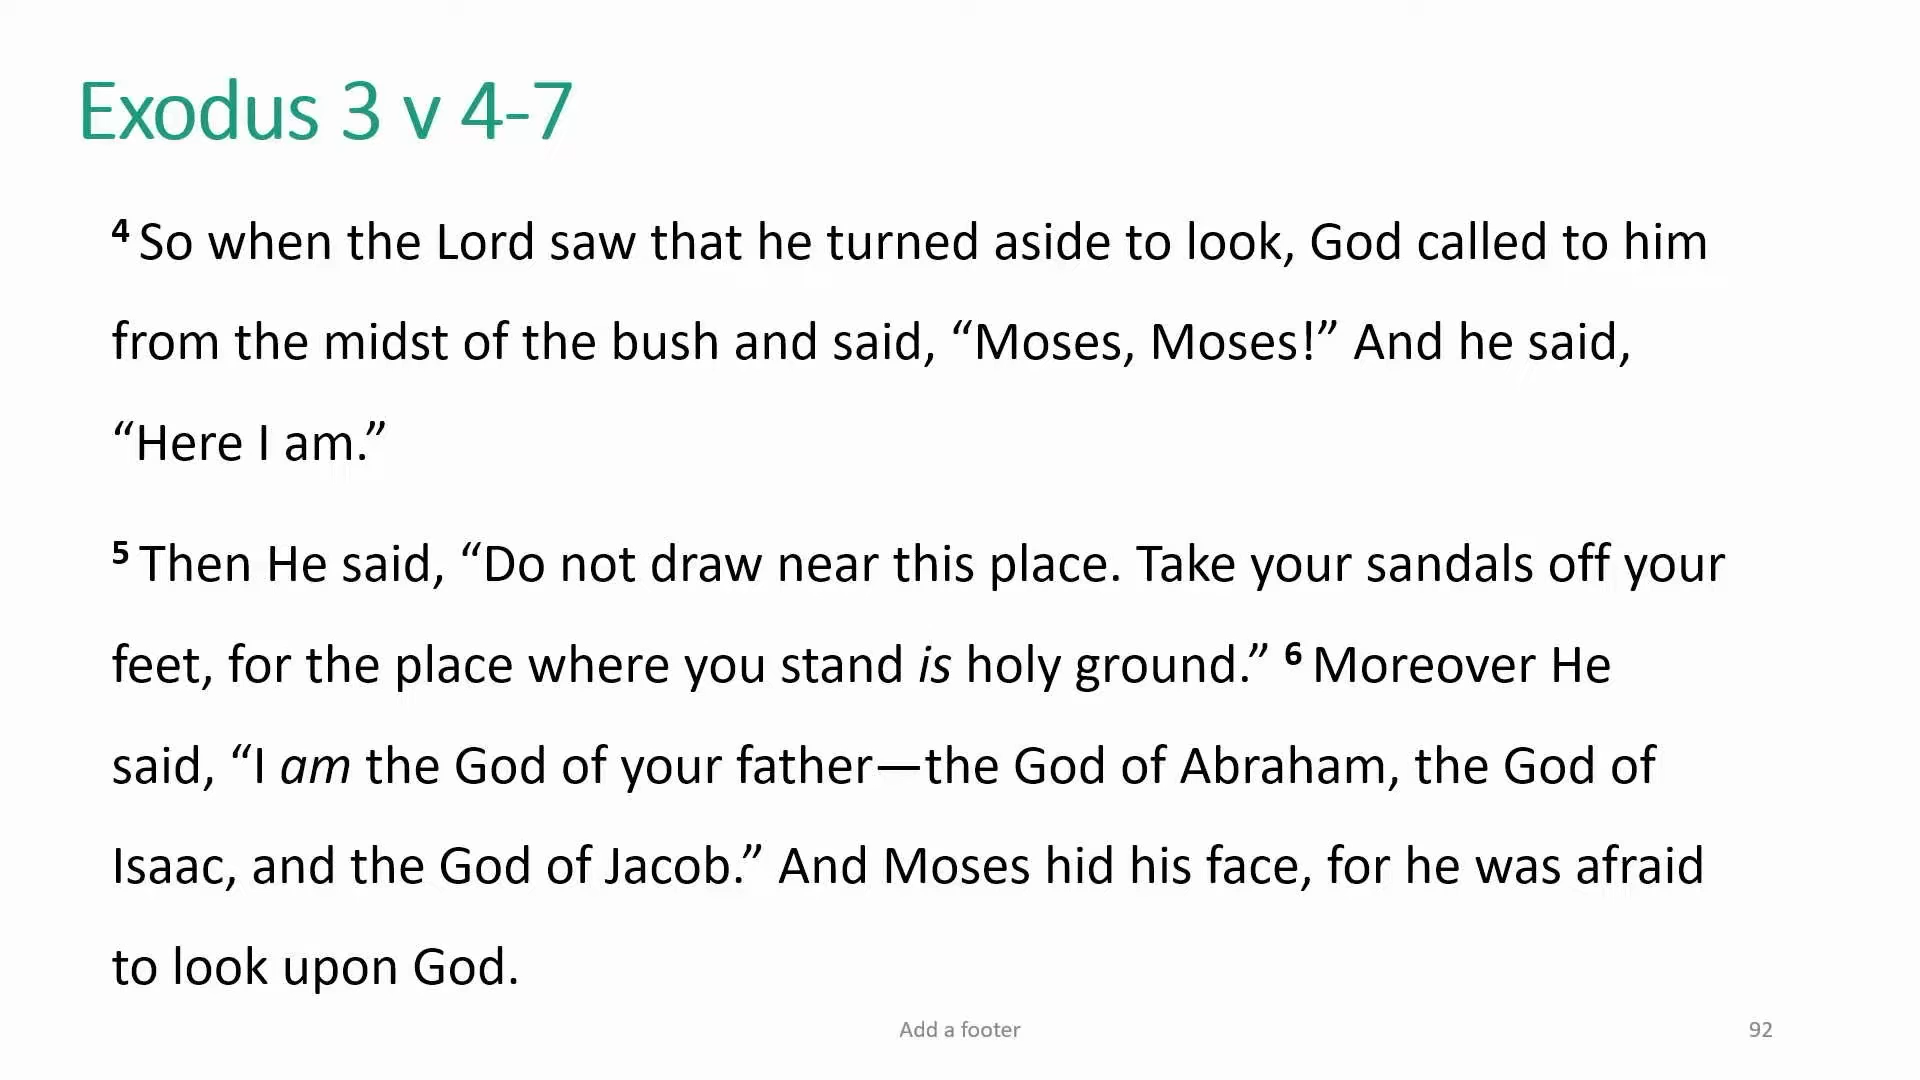 Exodus 3 v 4-7
4 So when the Lord saw that he turned aside to look, God called to him
from the midst of the bush and said, “Moses, Moses!” And he said,
“Here I am.”
5 Then He said, “Do not draw near this place. Take your sandals off your
feet, for the place where you stand is holy ground.” 6 Moreover He
said, “I am the God of your father—the God of Abraham, the God of
Isaac, and the God of Jacob.” And Moses hid his face, for he was afraid
to look upon God.
Add a footer
92